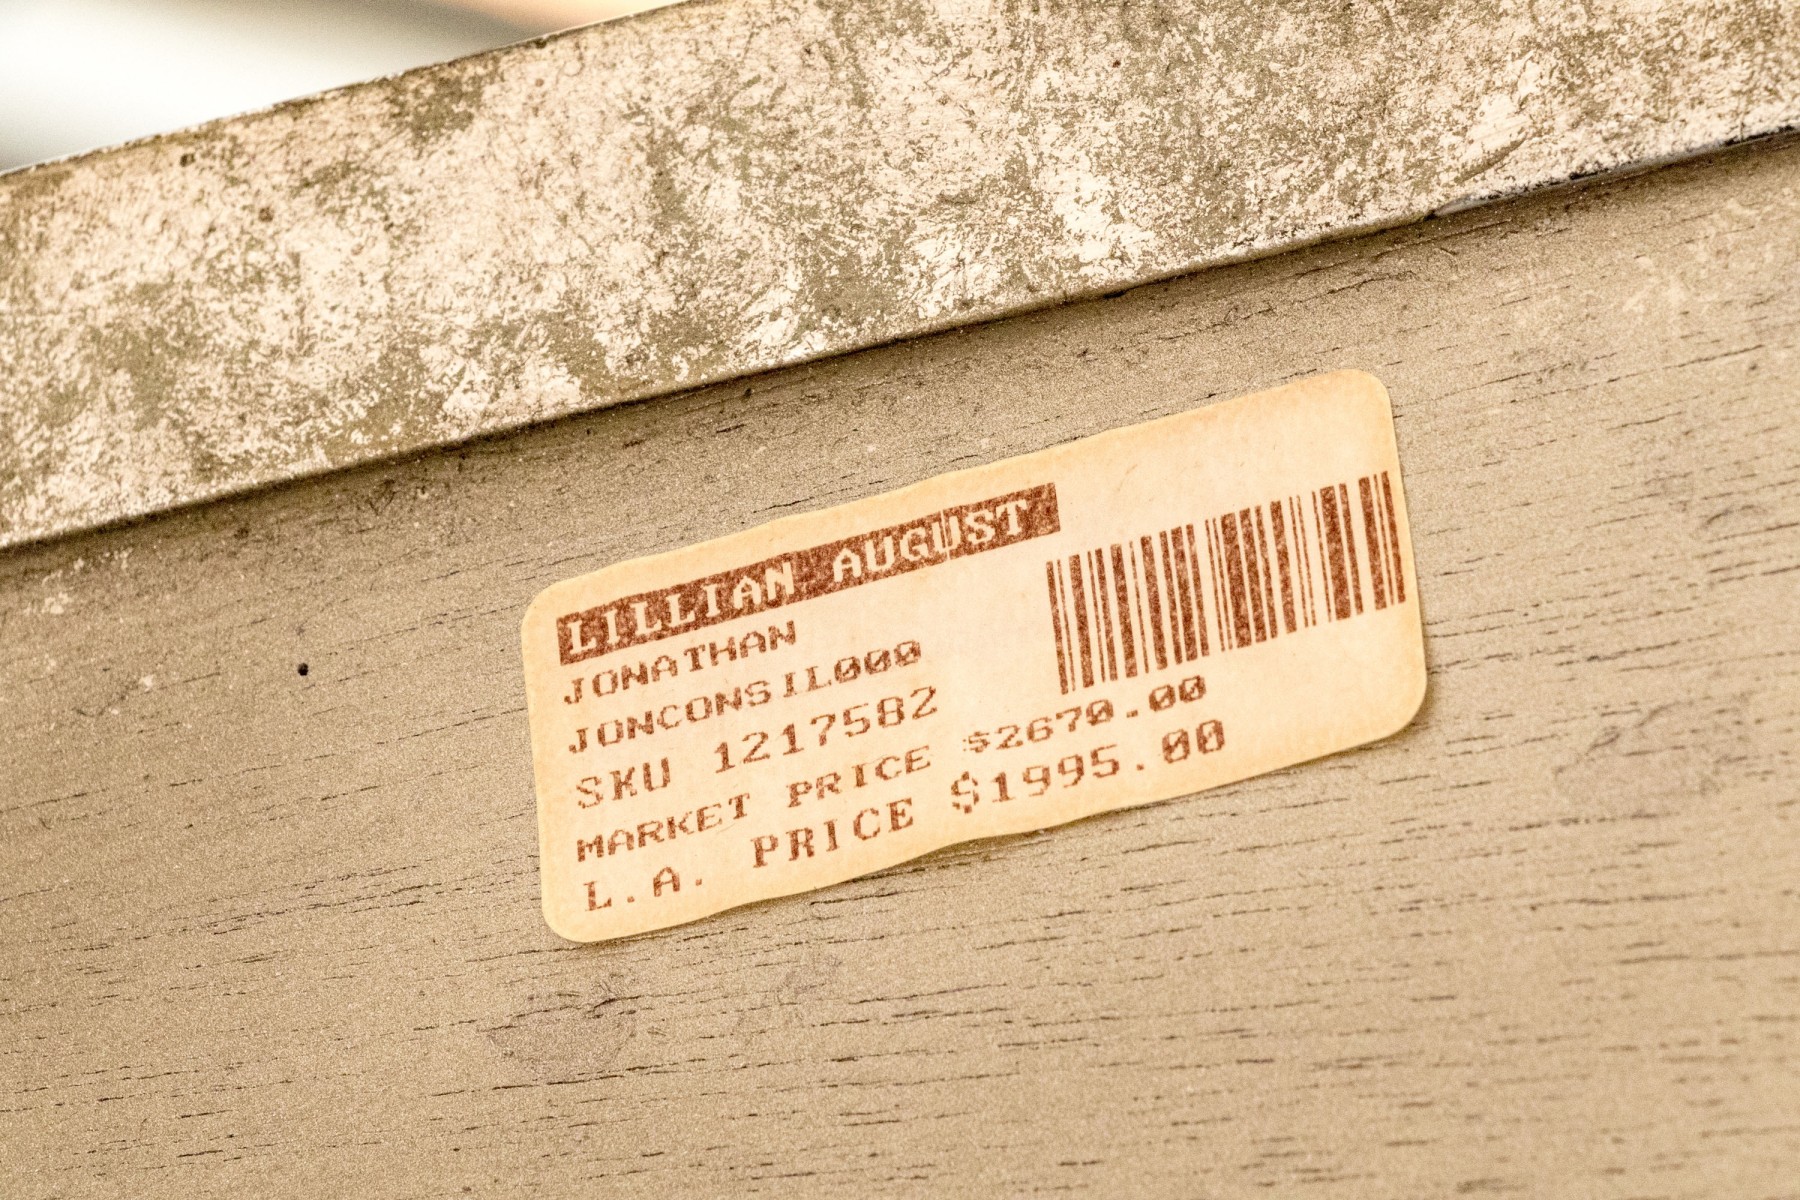 LILLIAN AUGUST
JONATHAN
JONCONSIL000
SKU 1217582
MARKET PRICE $2670.00
L.A. PRICE $1995.00